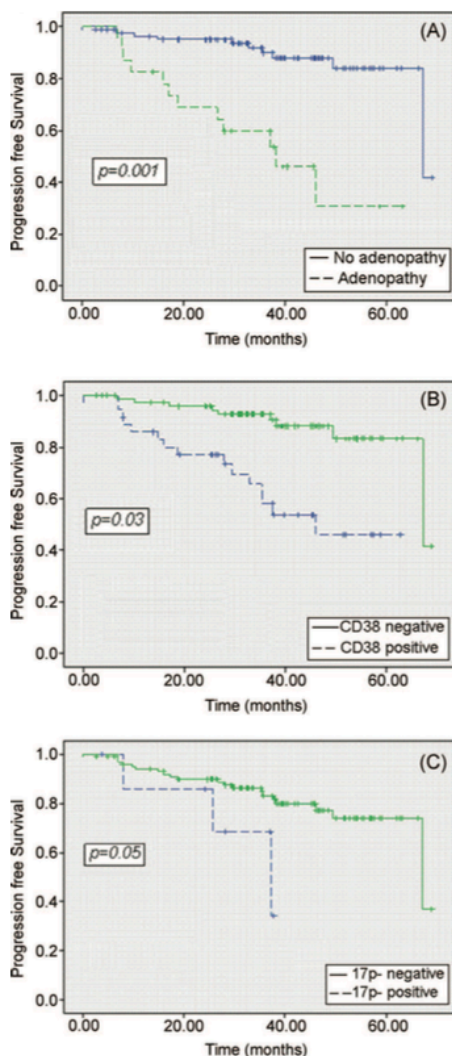 (A)
Progression free Survival
1.0
0.8
0.6
0.4
0.2
0.0
p=0.001
No adenopathy
Adenopathy
0.00 20.00 40.00 60.00
Time (months)
(B)
Progression free Survival
1.0
0.8
0.6
0.4
0.2
0.0
p=0.03
CD38 negative
CD38 positive
0.00 20.00 40.00 60.00
Time (months)
(C)
Progression free Survival
1.0
0.8
0.6
0.4
0.2
0.0
p=0.05
17p- negative
17p- positive
0.00 20.00 40.00 60.00
Time (months)